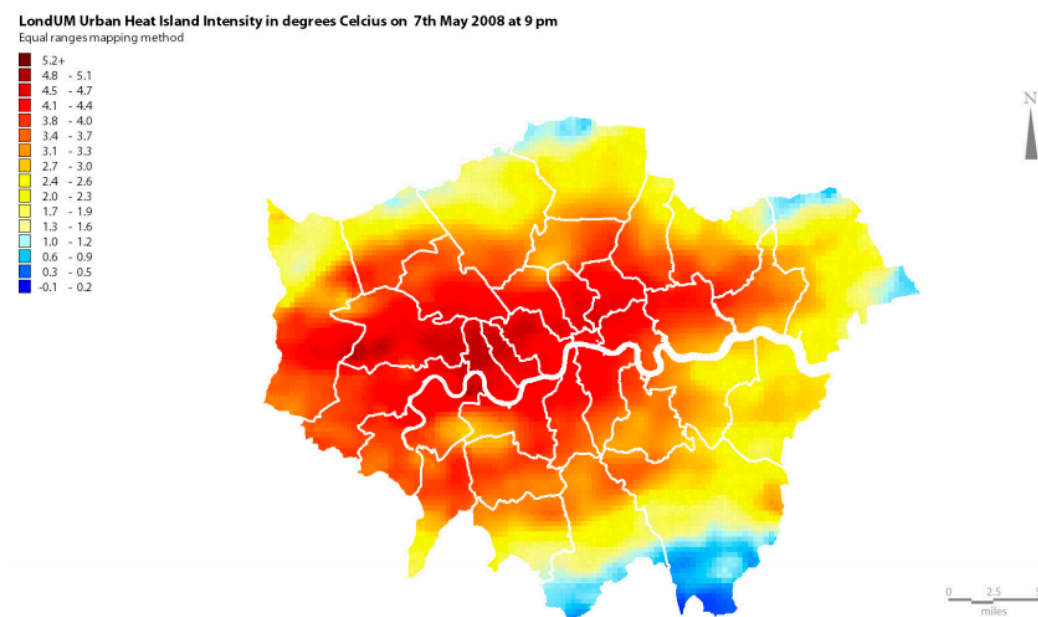 LondUM Urban Heat Island Intensity in degrees Celcius on 7th May 2008 at 9 pm
Equal ranges mapping method
5.2+
4.8 - 5.1
4.5 - 4.7
4.1 - 4.4
3.8 - 4.0
3.4 - 3.7
3.1 - 3.3
2.7 - 3.0
2.4 - 2.6
2.0 - 2.3
1.7 - 1.9
1.3 - 1.6
1.0 - 1.2
0.6 - 0.9
0.3 - 0.5
-0.1 - 0.2
N
0 2.5 5
miles